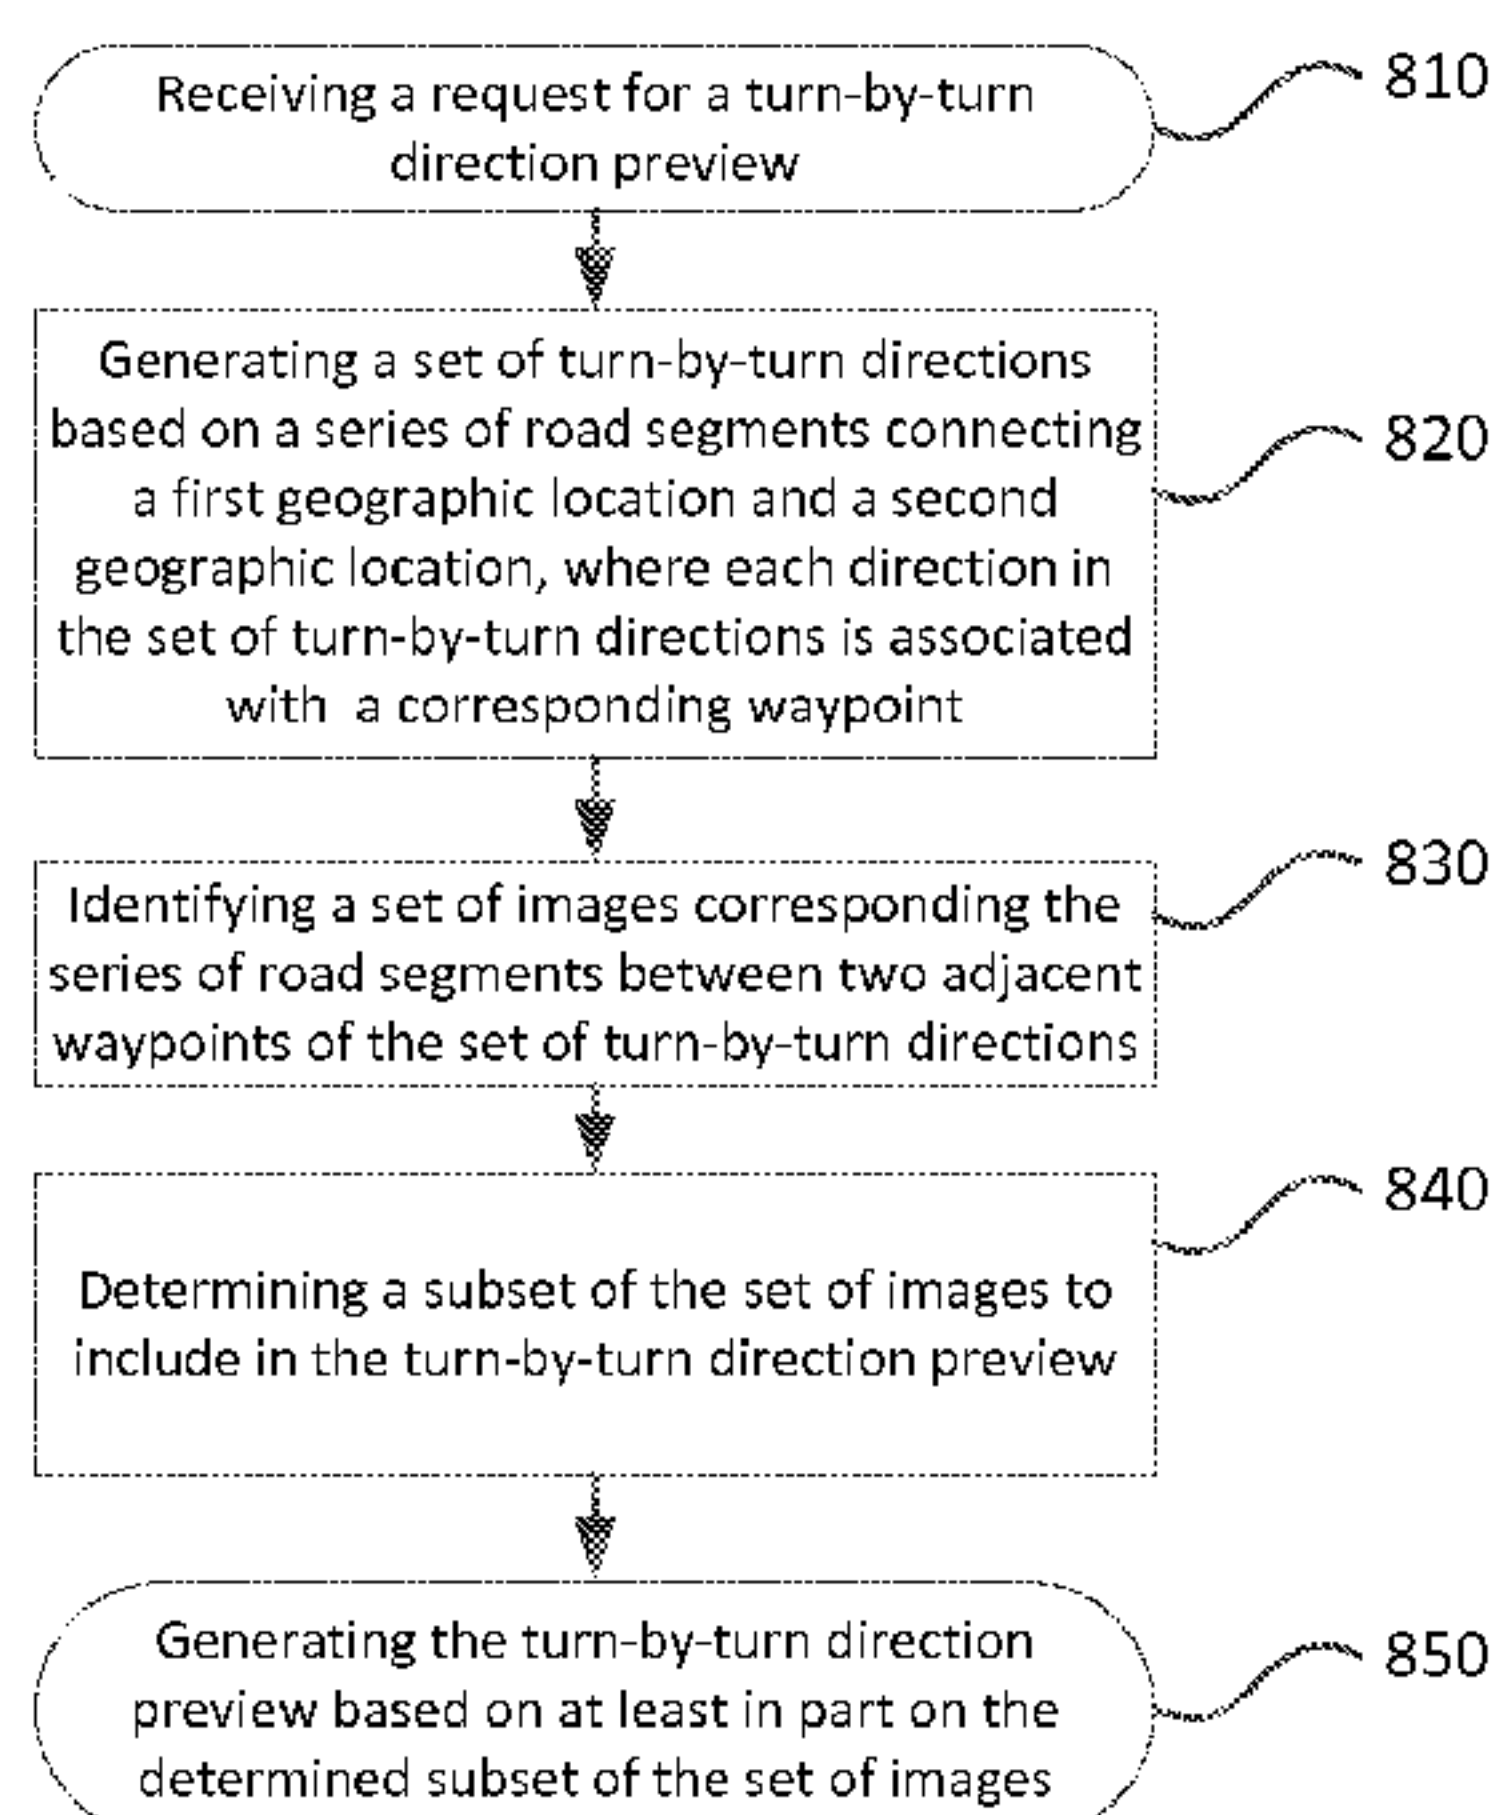 Receiving a request for a turn-by-turn
direction preview
810
Generating a set of turn-by-turn directions
based on a series of road segments connecting
a first geographic location and a second
geographic location, where each direction in
the set of turn-by-turn directions is associated
with a corresponding waypoint
820
Identifying a set of images corresponding the
series of road segments between two adjacent
waypoints of the set of turn-by-turn directions
830
Determining a subset of the set of images to
include in the turn-by-turn direction preview
840
Generating the turn-by-turn direction
preview based on at least in part on the
determined subset of the set of images
850